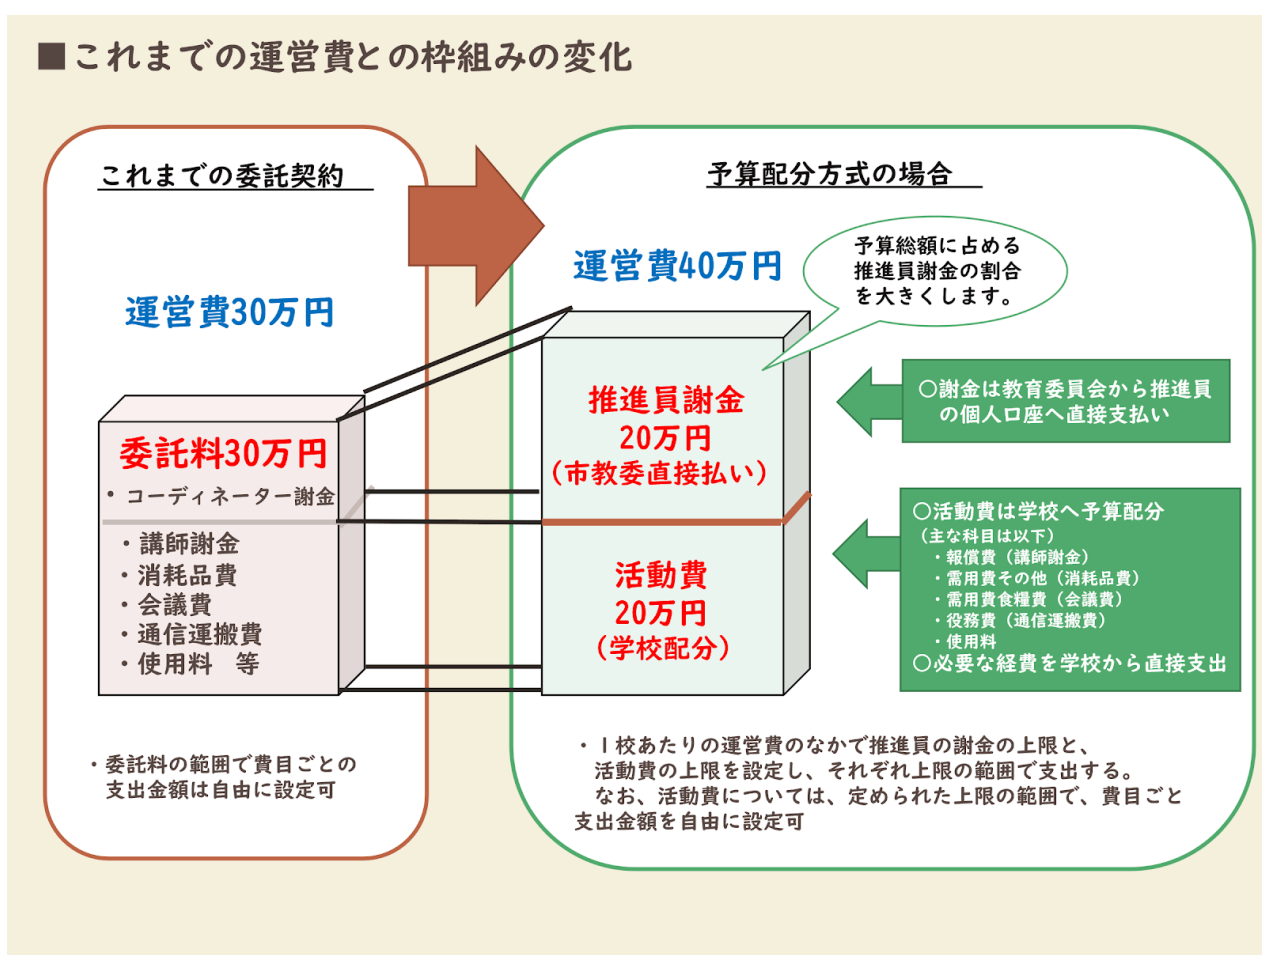 ■これまでの運営費との枠組みの変化
これまでの委託契約
運営費30万円
委託料30万円
・コーディネーター謝金
・講師謝金
・消耗品費
・会議費
・通信運搬費
・使用料　等
・委託料の範囲で費目ごとの
支出金額は自由に設定可
予算配分方式の場合
運営費40万円
予算総額に占める
推進員謝金の割合
を大きくします。
推進員謝金
20万円
（市教委直接払い）
活動費
20万円
（学校配分）
○謝金は教育委員会から推進員
の個人口座へ直接支払い
○活動費は学校へ予算配分
（主な科目は以下）
・報償費（講師謝金）
・需用費その他（消耗品費）
・需用費食糧費（会議費）
・役務費（通信運搬費）
・使用料
○必要な経費を学校から直接支出
・１校あたりの運営費のなかで推進員の謝金の上限と、
活動費の上限を設定し、それぞれ上限の範囲で支出する。
なお、活動費については、定められた上限の範囲で、費目ごと
支出金額を自由に設定可